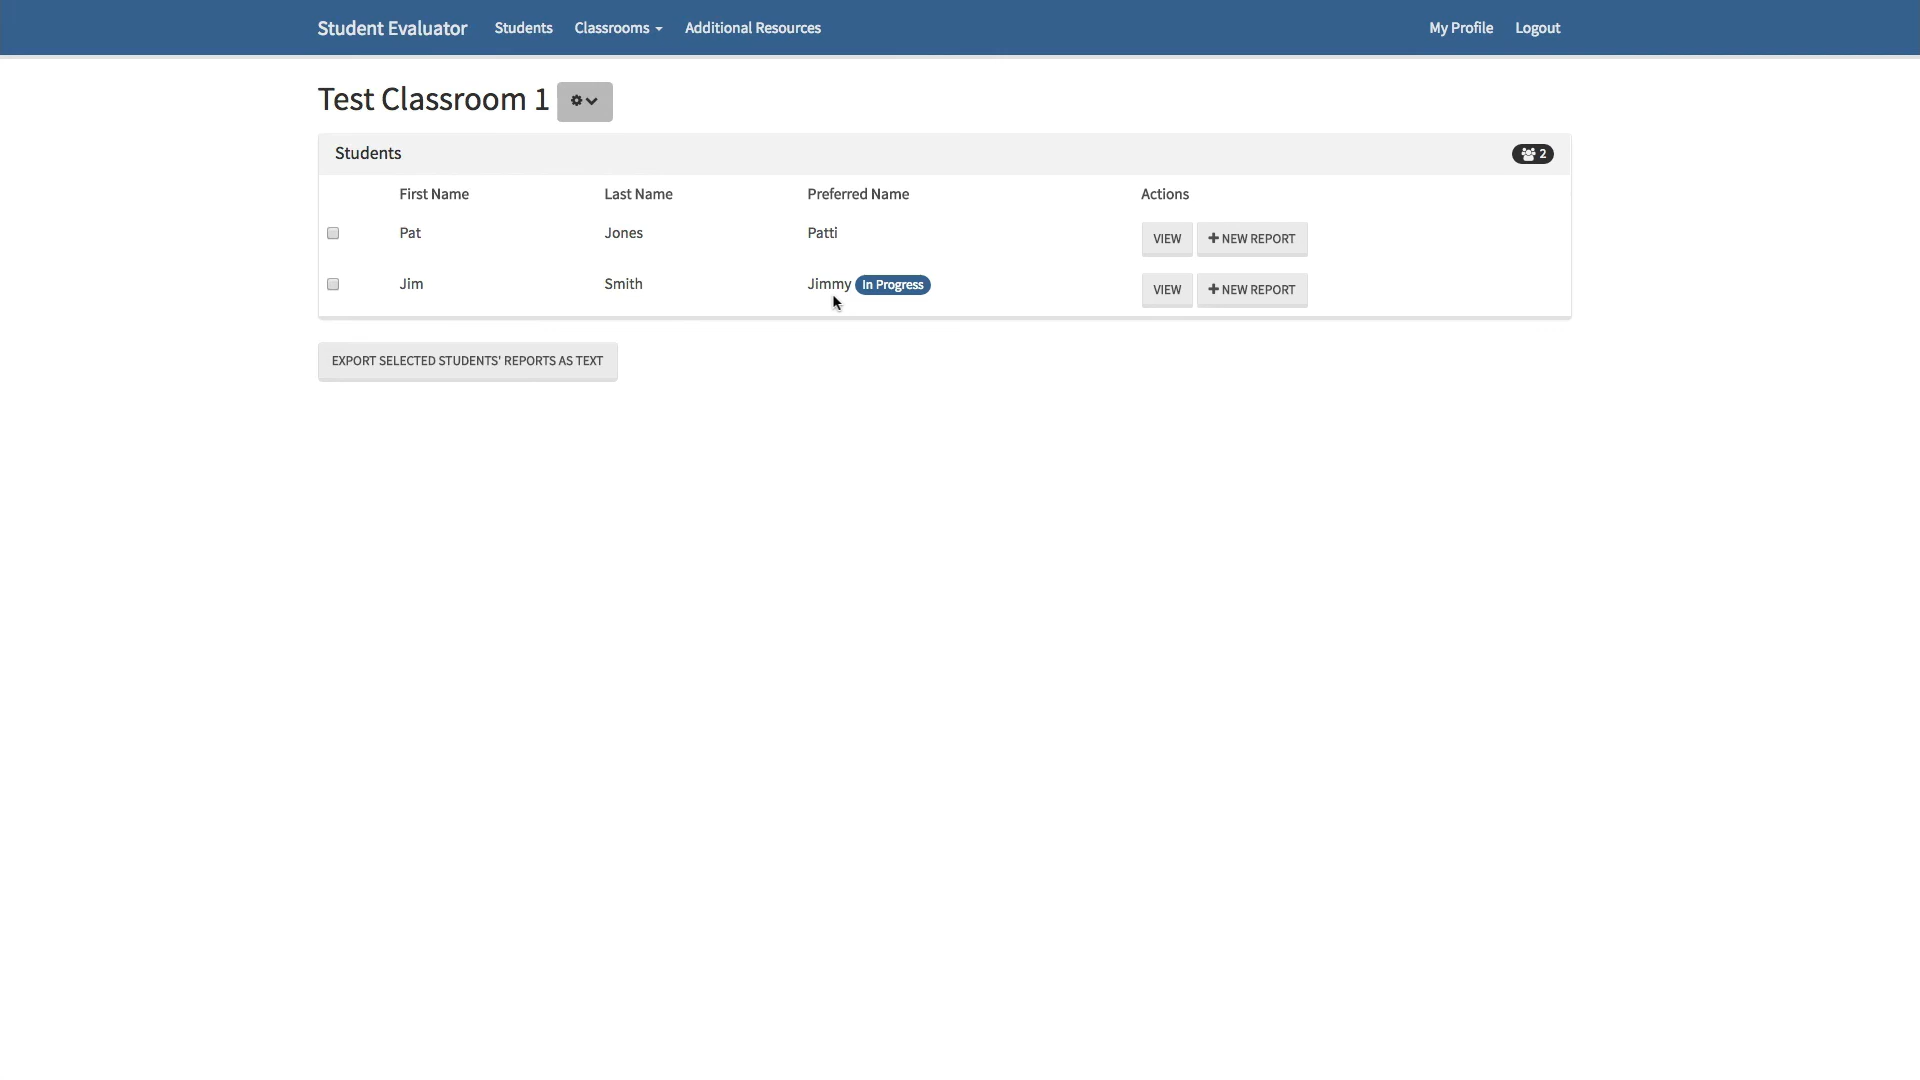 Student Evaluator Students Classrooms Additional Resources My Profile Logout
Test Classroom 1
Students 2
First Name Last Name Preferred Name Actions
Pat Jones Patti VIEW NEW REPORT
Jim Smith Jimmy In Progress VIEW NEW REPORT
EXPORT SELECTED STUDENTS' REPORTS AS TEXT